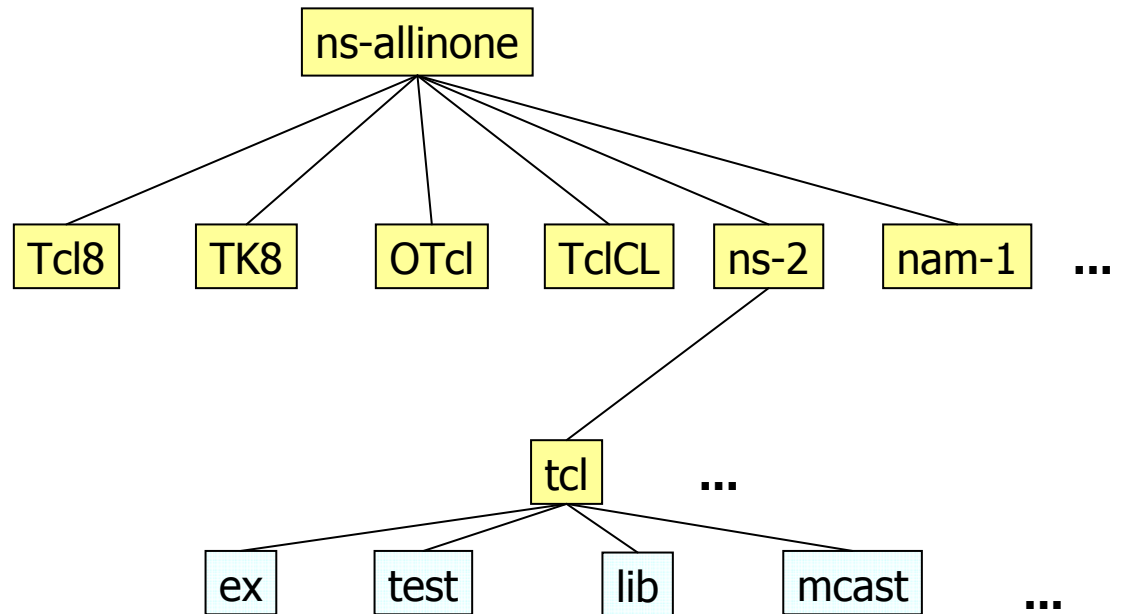 ns-allinone
Tcl8 TK8 OTcl TclCL ns-2 nam-1 ...
tcl ...
ex test lib mcast ...